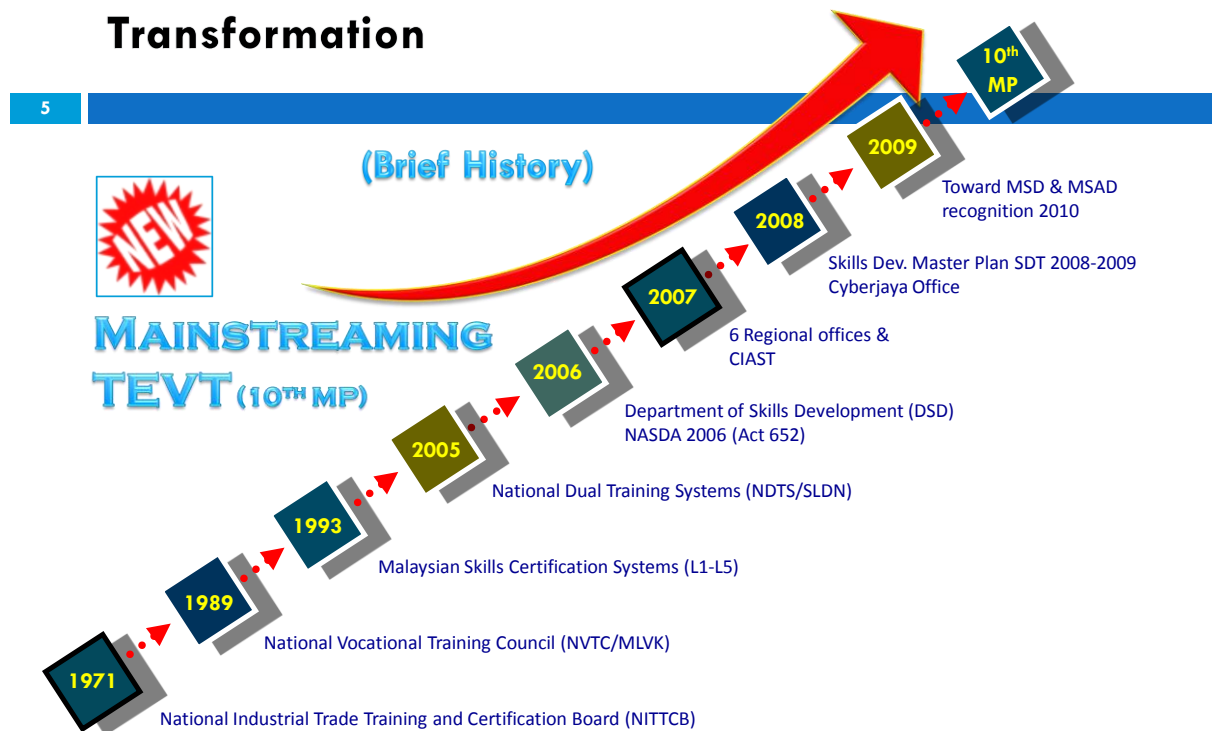 Transformation
5
(Brief History)
NEW
MAINSTREAMING
TEVT (10TH MP)
10th
MP
2009
Toward MSD & MSAD
recognition 2010
2008
Skills Dev. Master Plan SDT 2008-2009
Cyberjaya Office
2007
6 Regional offices &
CIAST
2006
Department of Skills Development (DSD)
NASDA 2006 (Act 652)
2005
National Dual Training Systems (NDTS/SLDN)
1993
Malaysian Skills Certification Systems (L1-L5)
1989
National Vocational Training Council (NVTC/MLVK)
1971
National Industrial Trade Training and Certification Board (NITTCB)